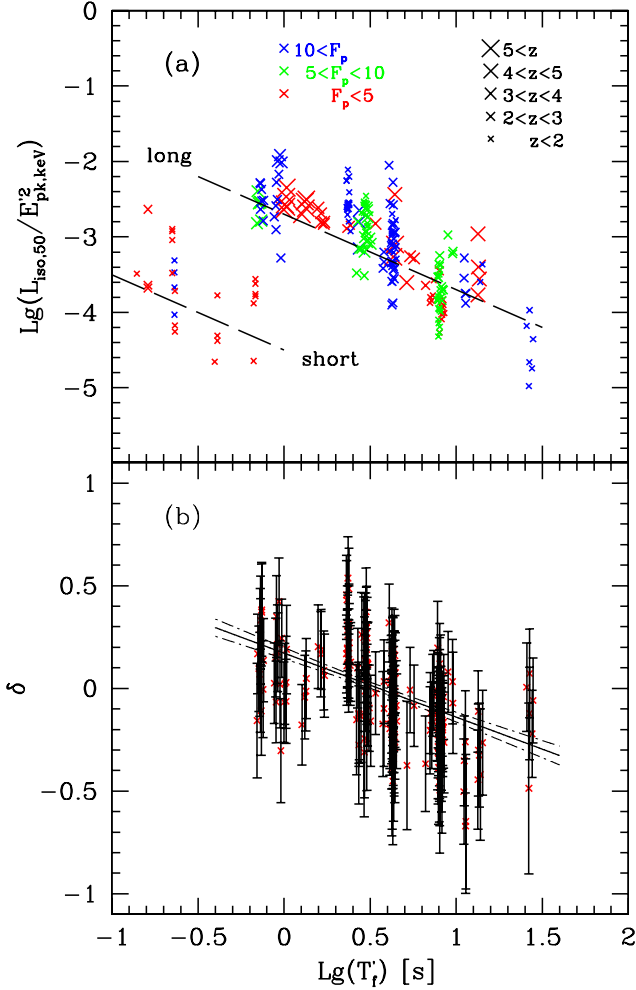 0
(a)
10<F_p
5<z
5<F_p<10
4<z<5
−1
F_p<5
3<z<4
2<z<3
z<2
−2
long
Lg(L_iso,50/E'^2_pk,keV)
−3
−4
short
−5
1
(b)
0.5
δ
0
−0.5
−1
−1 −0.5 0 0.5 1 1.5 2
Lg(T'_f) [s]